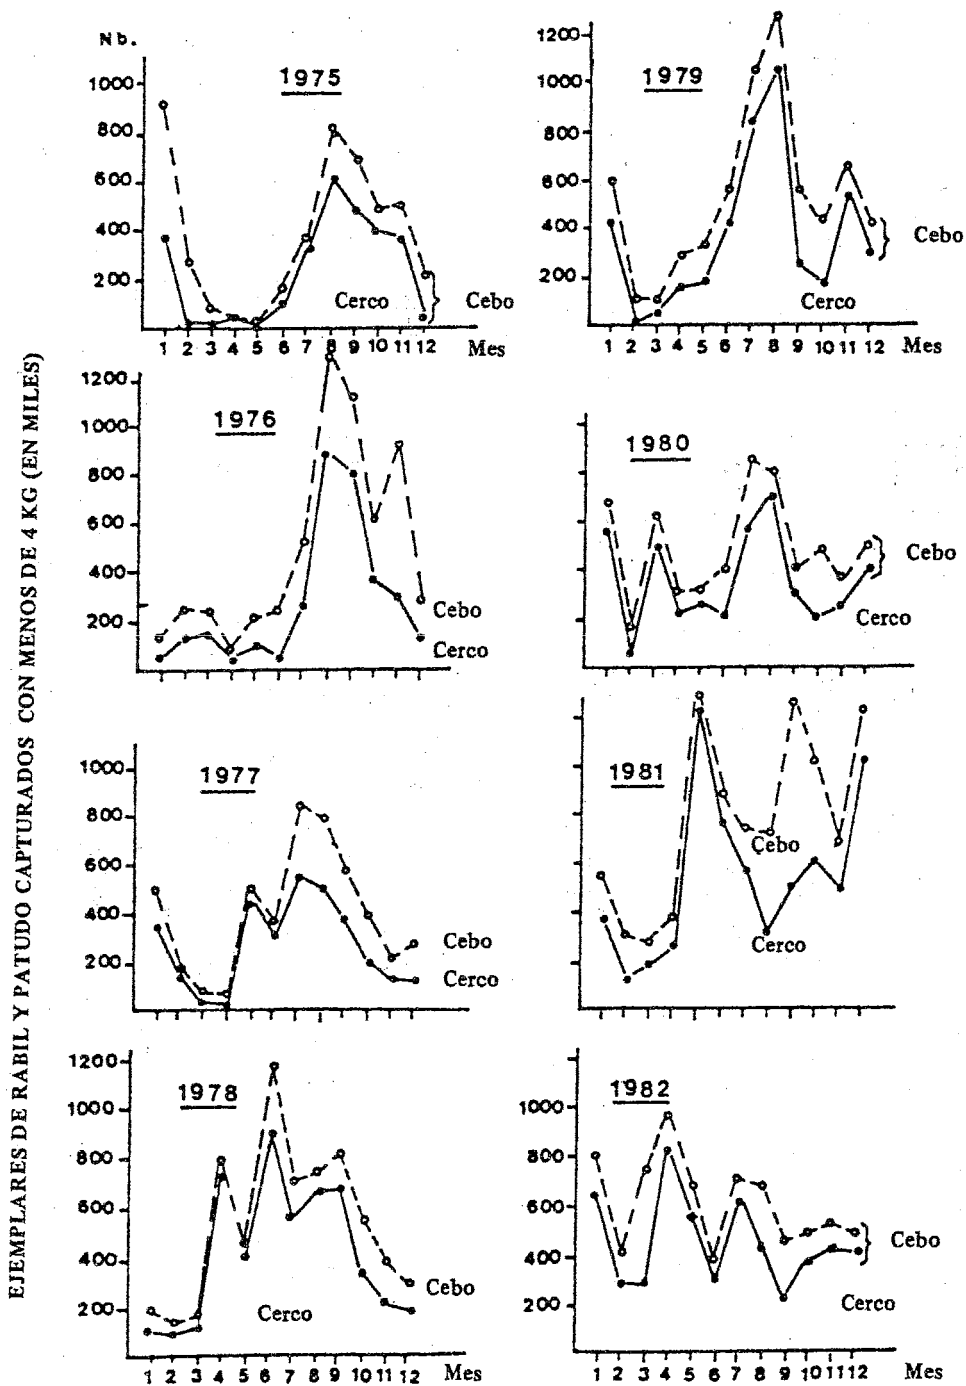 EJEMPLARES DE RABIL Y PATUDO CAPTURADOS CON MENOS DE 4 KG (EN MILES)
Nb.
1975
1000
800
600
400
200
Cerco
Cebo
1 2 3 4 5 6 7 8 9 10 11 12 Mes
1976
1200
1000
800
600
400
200
Cebo
Cerco
1977
1000
800
600
400
200
Cebo
Cerco
1978
1200
1000
800
600
400
200
Cerco
Cebo
1 2 3 4 5 6 7 8 9 10 11 12 Mes
1979
1200
1000
800
600
400
200
Cebo
Cerco
1 2 3 4 5 6 7 8 9 10 11 12 Mes
1980
Cebo
Cerco
1981
Cebo
Cerco
1982
1000
800
600
400
200
Cebo
Cerco
1 2 3 4 5 6 7 8 9 10 11 12 Mes